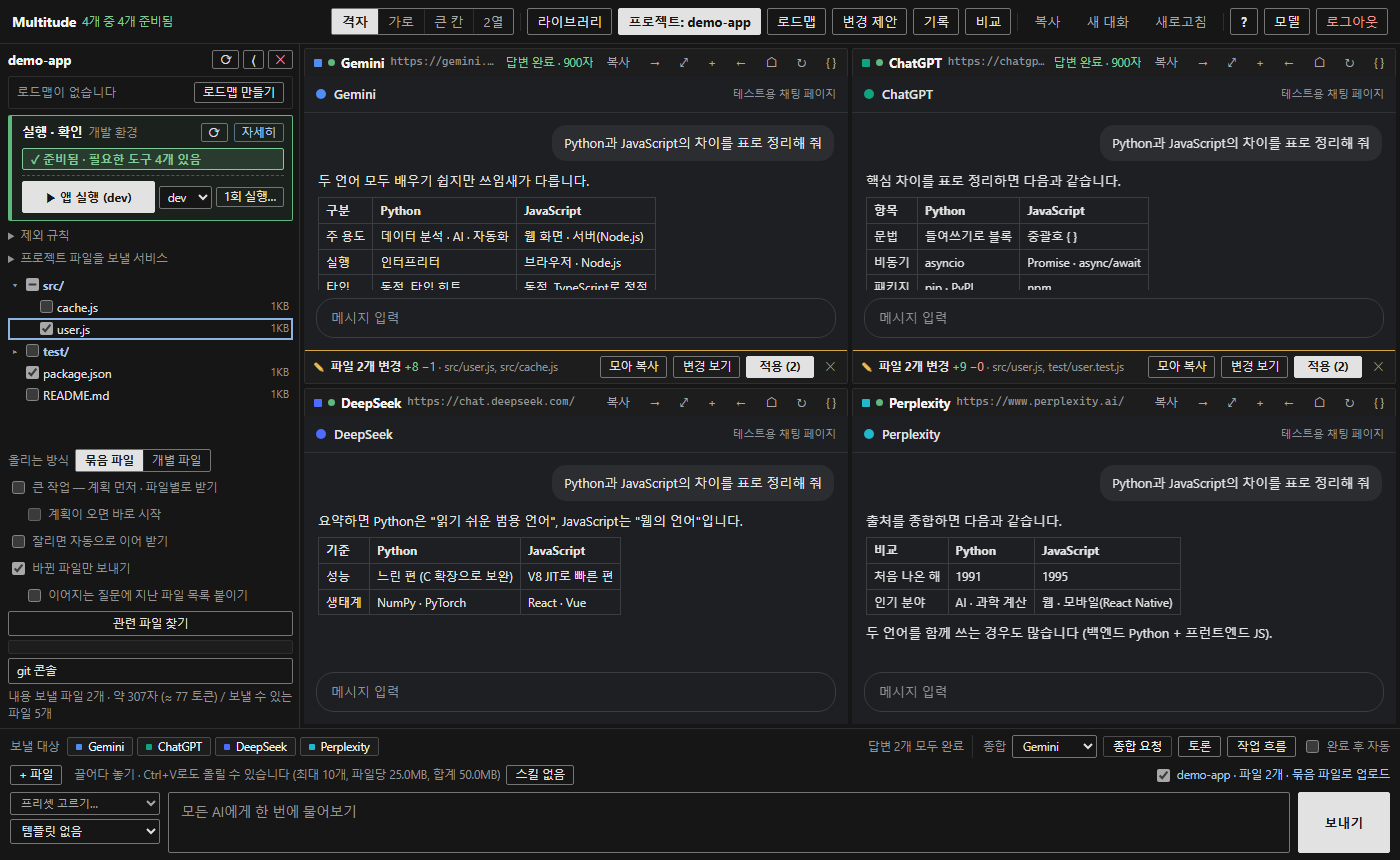 Multitude 4개 중 4개 준비됨
격자 가로 큰 칸 2열 라이브러리 프로젝트: demo-app 로드맵 변경 제안 기록 비교 복사 새 대화 새로고침 ? 모델 로그아웃
demo-app
로드맵이 없습니다 로드맵 만들기
실행 · 확인 개발 환경 자세히
✓ 준비됨 · 필요한 도구 4개 있음
▶ 앱 실행 (dev) dev 1회 실행...
▶ 제외 규칙
▶ 프로젝트 파일을 보낼 서비스
src/
cache.js 1KB
user.js 1KB
test/
package.json 1KB
README.md 1KB
올리는 방식 묶음 파일 개별 파일
큰 작업 — 계획 먼저 · 파일별로 받기
계획이 오면 바로 시작
잘리면 자동으로 이어 받기
바뀐 파일만 보내기
이어지는 질문에 지난 파일 목록 붙이기
관련 파일 찾기
git 콘솔
내용 보낼 파일 2개 · 약 307자 (≈ 77 토큰) / 보낼 수 있는
파일 5개
Gemini https://gemini.… 답변 완료 · 900자 복사 → ⤢ + ← ↻ { }
Gemini 테스트용 채팅 페이지
Python과 JavaScript의 차이를 표로 정리해 줘
두 언어 모두 배우기 쉽지만 쓰임새가 다릅니다.
구분 Python JavaScript
주 용도 데이터 분석 · AI · 자동화 웹 화면 · 서버(Node.js)
실행 인터프리터 브라우저 · Node.js
타입 동적, 타입 힌트 동적, TypeScript로 정적
메시지 입력
파일 2개 변경 +8 −1 · src/user.js, src/cache.js 모아 복사 변경 보기 적용 (2) ×
ChatGPT https://chatgp… 답변 완료 · 900자 복사 → ⤢ + ← ↻ { }
ChatGPT 테스트용 채팅 페이지
Python과 JavaScript의 차이를 표로 정리해 줘
핵심 차이를 표로 정리하면 다음과 같습니다.
항목 Python JavaScript
문법 들여쓰기로 블록 중괄호 { }
비동기 asyncio Promise · async/await
패키지 pip · PyPI npm
메시지 입력
파일 2개 변경 +9 −0 · src/user.js, test/user.test.js 모아 복사 변경 보기 적용 (2) ×
DeepSeek https://chat.deepseek.com/ 복사 → ⤢ + ← ↻ { }
DeepSeek 테스트용 채팅 페이지
Python과 JavaScript의 차이를 표로 정리해 줘
요약하면 Python은 "읽기 쉬운 범용 언어", JavaScript는 "웹의 언어"입니다.
기준 Python JavaScript
성능 느린 편 (C 확장으로 보완) V8 JIT로 빠른 편
생태계 NumPy · PyTorch React · Vue
메시지 입력
Perplexity https://www.perplexity.ai/ 복사 → ⤢ + ← ↻ { }
Perplexity 테스트용 채팅 페이지
Python과 JavaScript의 차이를 표로 정리해 줘
출처를 종합하면 다음과 같습니다.
비교 Python JavaScript
처음 나온 해 1991 1995
인기 분야 AI · 과학 계산 웹 · 모바일(React Native)
두 언어를 함께 쓰는 경우도 많습니다 (백엔드 Python + 프런트엔드 JS).
메시지 입력
보낼 대상 Gemini ChatGPT DeepSeek Perplexity 답변 2개 모두 완료 종합 Gemini 종합 요청 토론 작업 흐름 완료 후 자동
+ 파일 끌어다 놓기 · Ctrl+V로도 올릴 수 있습니다 (최대 10개, 파일당 25.0MB, 합계 50.0MB) 스킬 없음 demo-app · 파일 2개 · 묶음 파일로 업로드
프리셋 고르기...
템플릿 없음
모든 AI에게 한 번에 물어보기
보내기